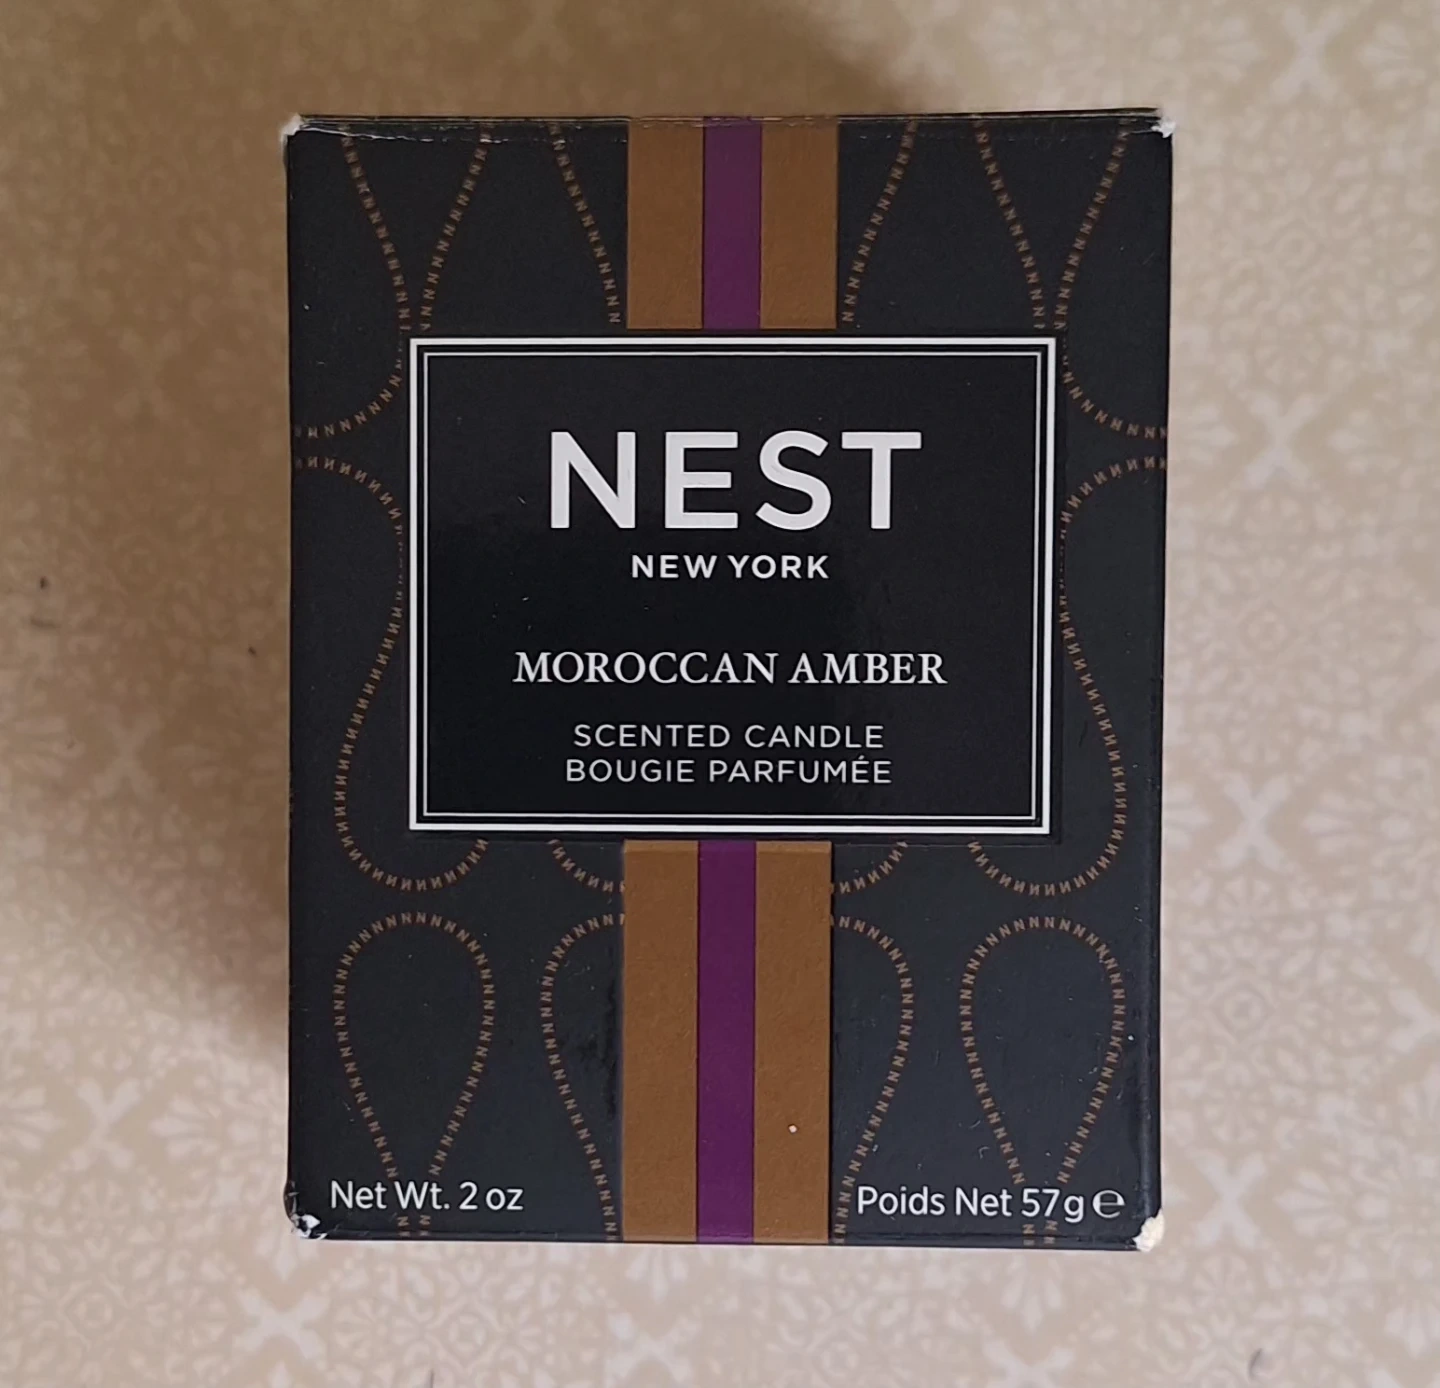 NEST
NEW YORK
MOROCCAN AMBER
SCENTED CANDLE
BOUGIE PARFUMÉE
Net Wt. 2 oz
Poids Net 57g ℮